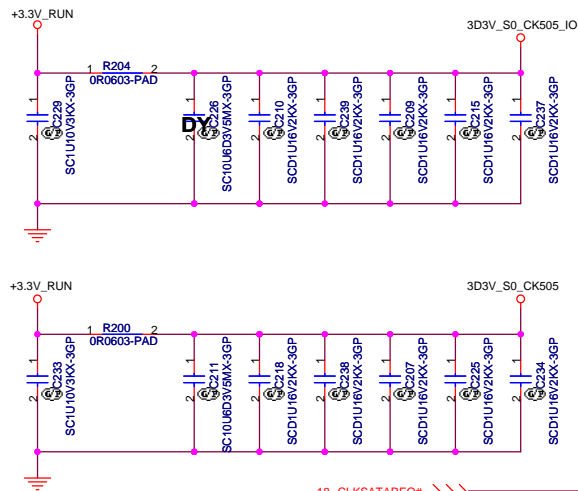 +3.3V_RUN
3D3V_S0_CK505_IO
1 R204 2
0R0603-PAD
1
2
C229
SC1U10V3KX-3GP
DY
1
2
C226
SC10U6D3V5MX-3GP
1
2
C210
SCD1U16V2KX-3GP
1
2
C239
SCD1U16V2KX-3GP
1
2
C209
SCD1U16V2KX-3GP
1
2
C215
SCD1U16V2KX-3GP
1
2
C237
SCD1U16V2KX-3GP
+3.3V_RUN
3D3V_S0_CK505
1 R200 2
0R0603-PAD
1
2
C233
SC1U10V3KX-3GP
1
2
C211
SC10U6D3V5MX-3GP
1
2
C218
SCD1U16V2KX-3GP
1
2
C238
SCD1U16V2KX-3GP
1
2
C207
SCD1U16V2KX-3GP
1
2
C225
SCD1U16V2KX-3GP
1
2
C234
SCD1U16V2KX-3GP
18 CLKSATAREQ#